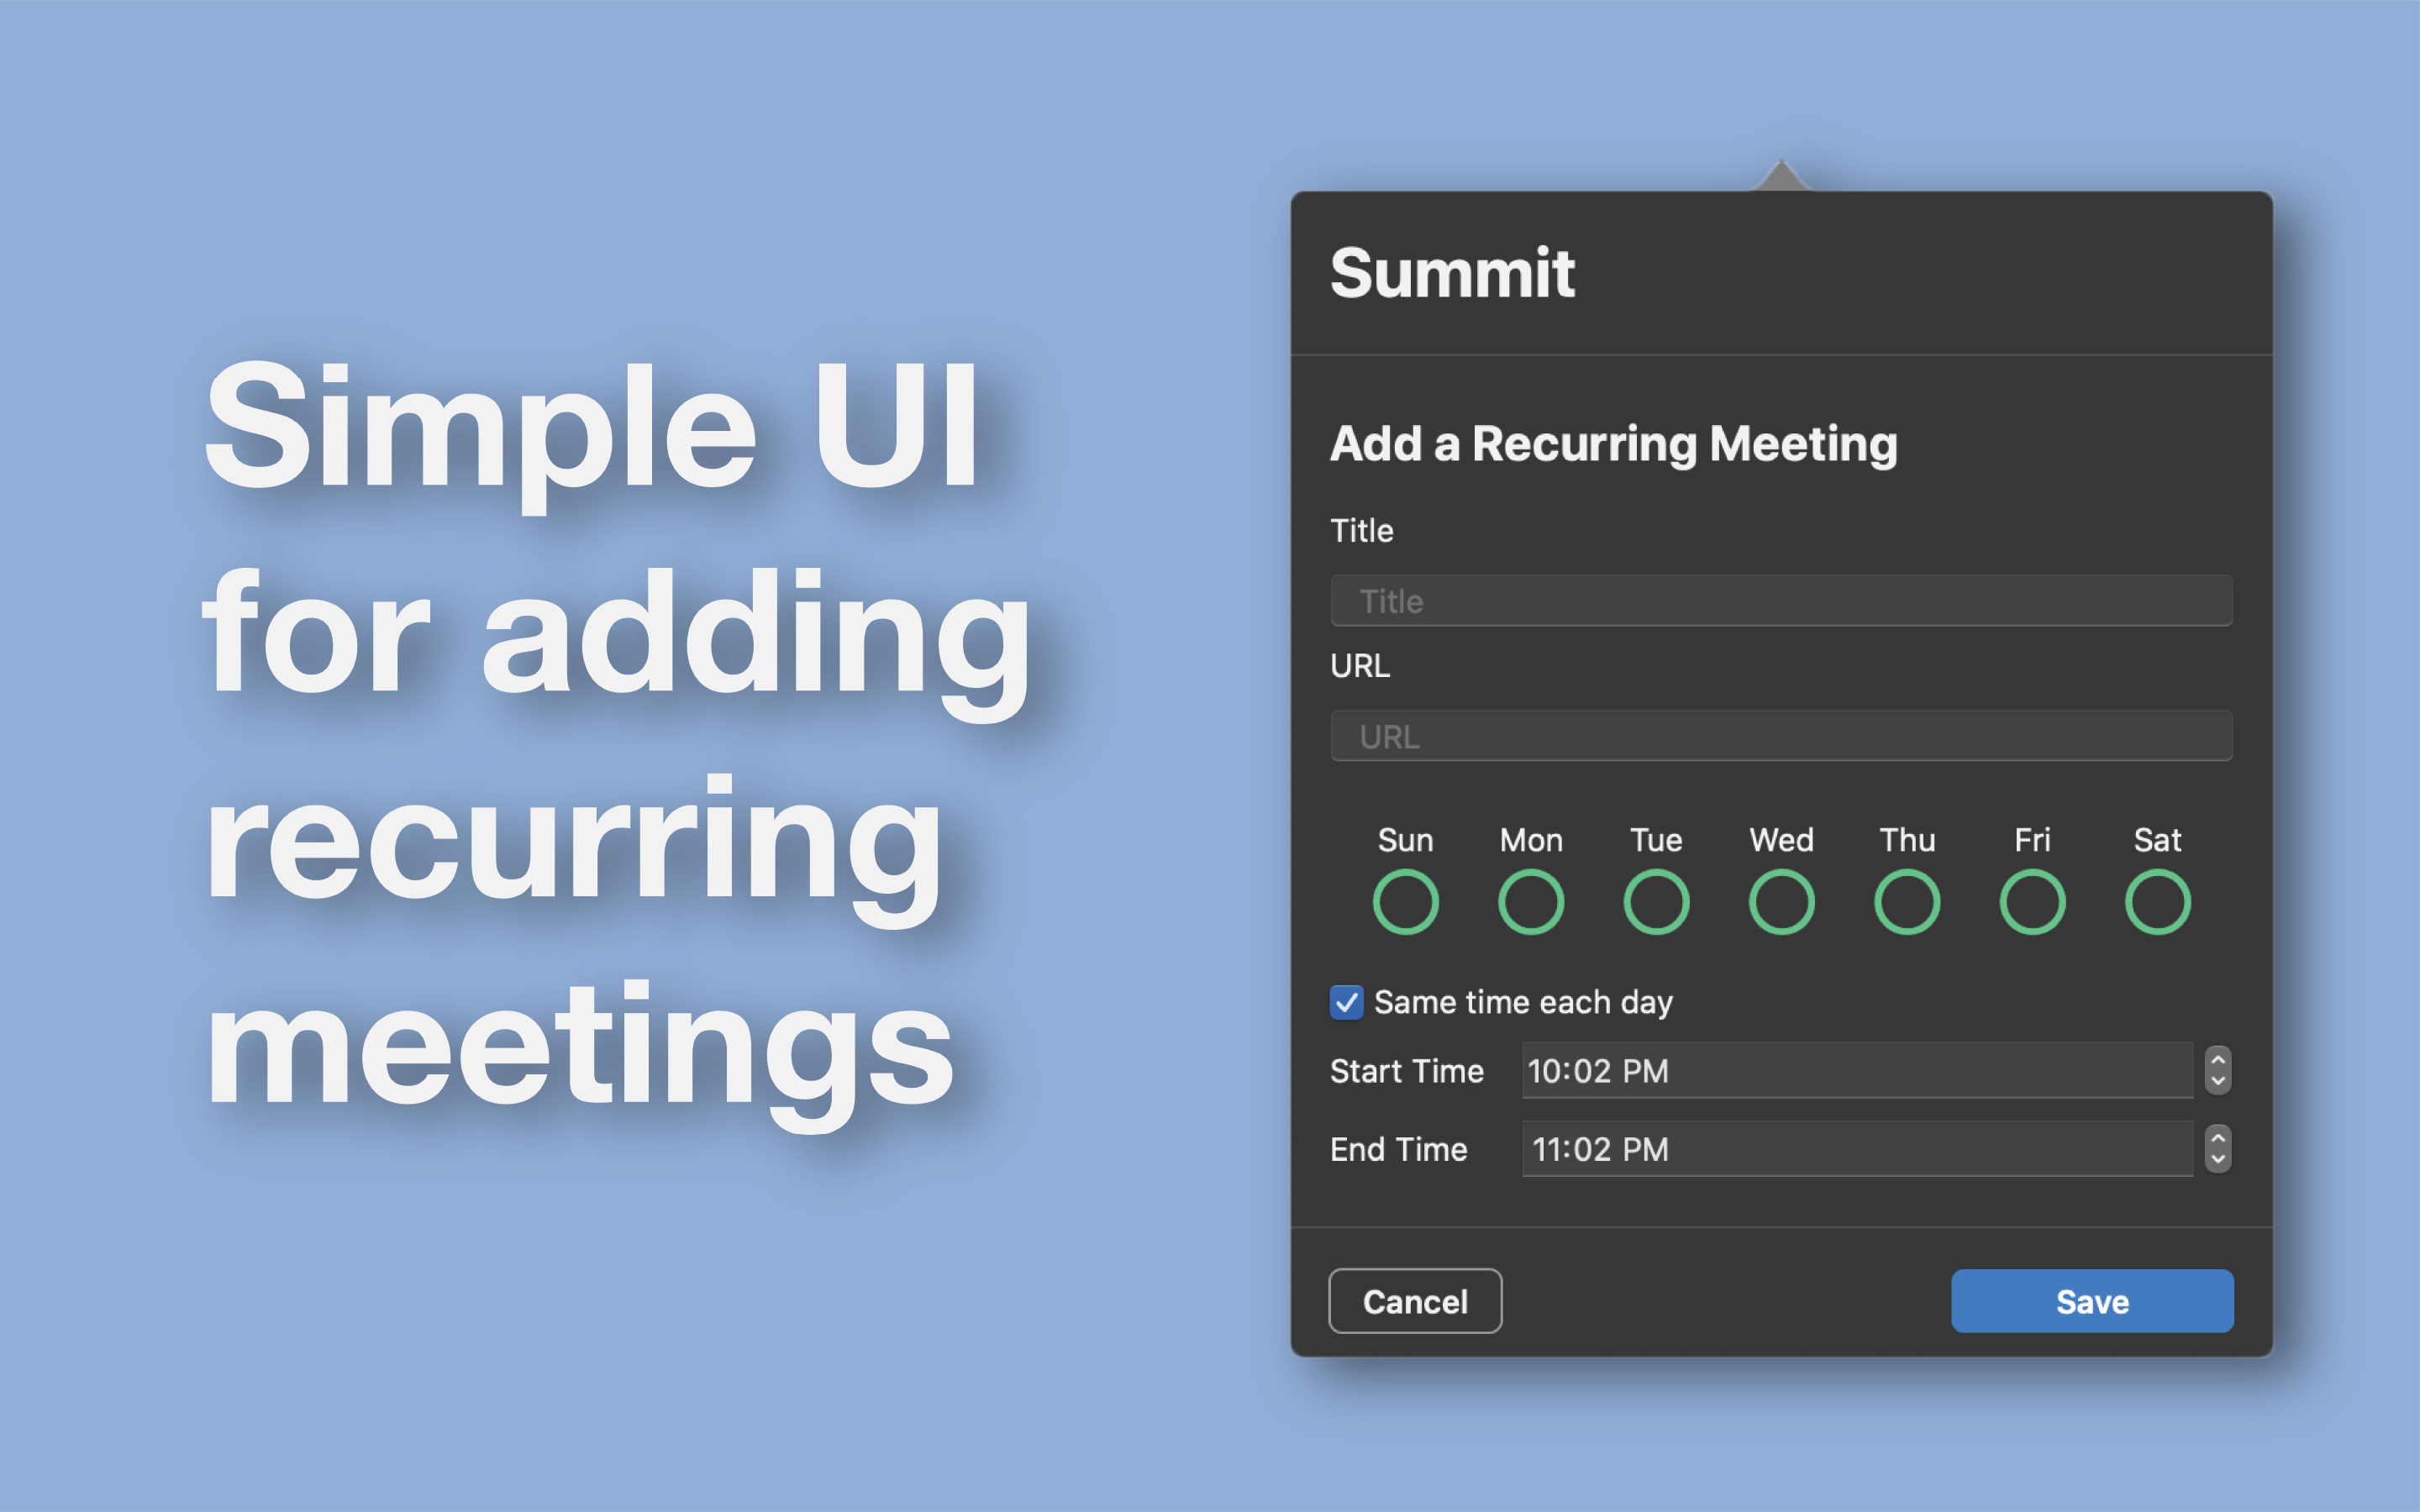 Simple UI
for adding
recurring
meetings
Summit
Add a Recurring Meeting
Title
Title
URL
URL
Sun Mon Tue Wed Thu Fri Sat
Same time each day
Start Time 10:02 PM
End Time 11:02 PM
Cancel Save